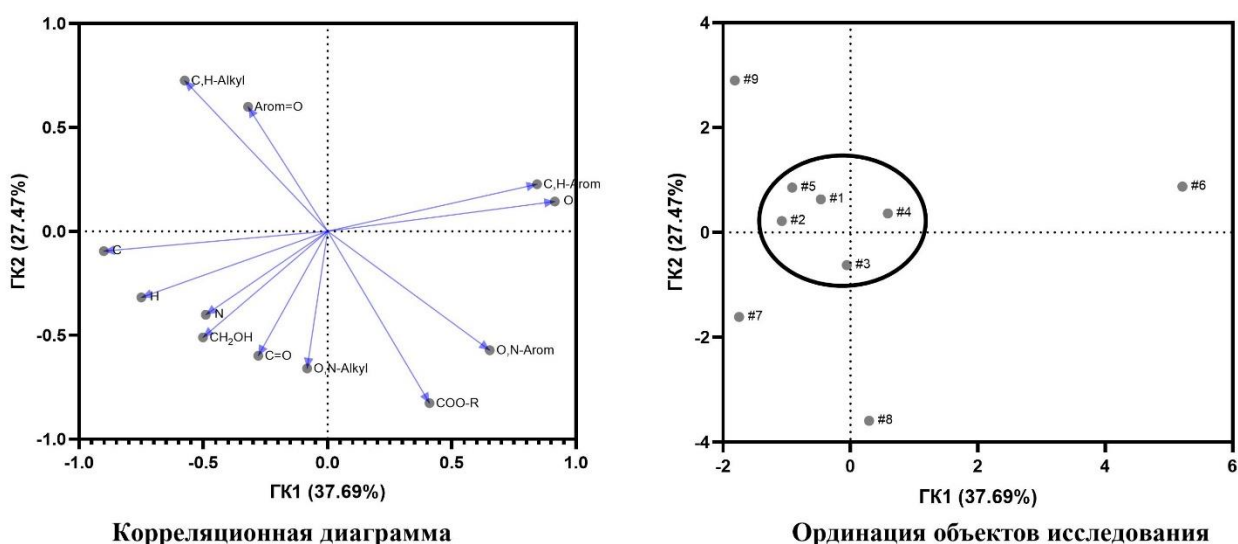 1.0
0.5
0.0
-0.5
-1.0
-1.0
-0.5
0.0
0.5
1.0
ГК2 (27.47%)
ГК1 (37.69%)
C,H-Alkyl
Arom=O
C,H-Arom
O
C
H
N
CH₂OH
C=O
O,N-Alkyl
O,N-Arom
COO-R
Корреляционная диаграмма
4
2
0
-2
-4
-2
0
2
4
6
ГК2 (27.47%)
ГК1 (37.69%)
#9
#5
#1
#6
#4
#2
#3
#7
#8
Ординация объектов исследования